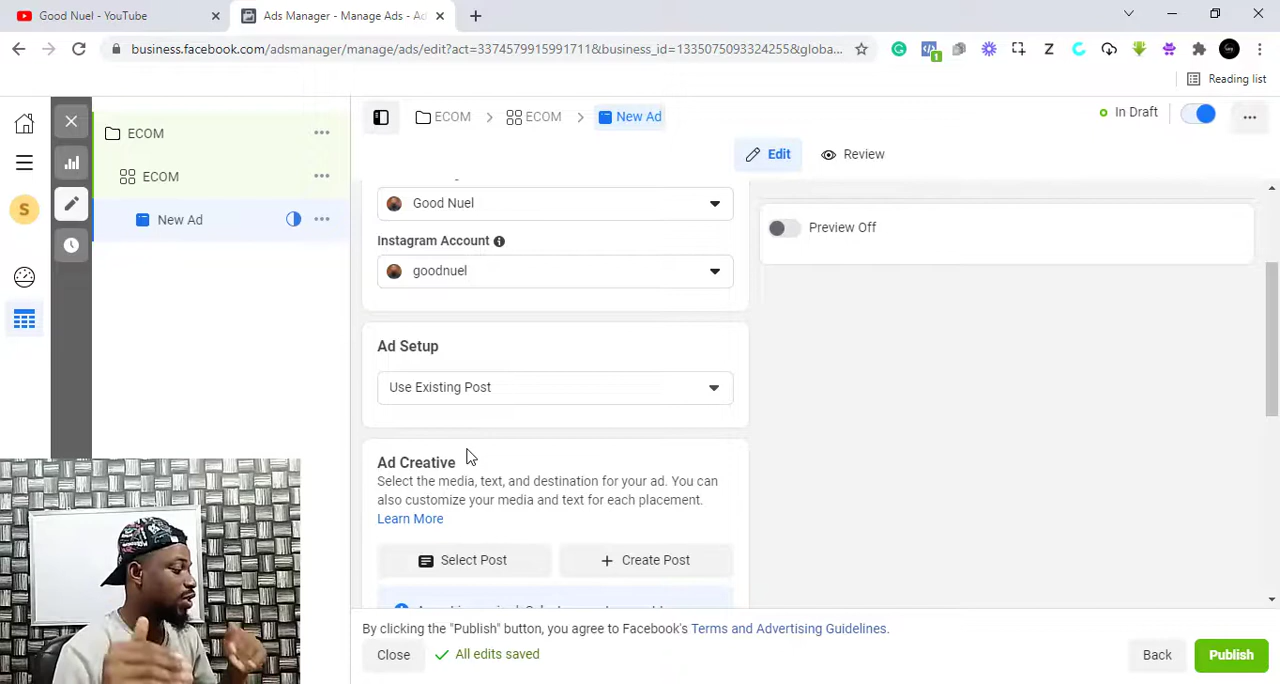 Good Nuel - YouTube
Ads Manager - Manage Ads - Ad
business.facebook.com/adsmanager/manage/ads/edit?act=3374579915991711&business_id=1335075093324255&globa...
1
Z
Reading list
ECOM
ECOM
New Ad
S
ECOM
ECOM
New Ad
In Draft
Edit
Review
Good Nuel
Preview Off
Instagram Account
goodnuel
Ad Setup
Use Existing Post
Ad Creative
Select the media, text, and destination for your ad. You can
also customize your media and text for each placement.
Learn More
Select Post
Create Post
By clicking the "Publish" button, you agree to Facebook's Terms and Advertising Guidelines.
Close
All edits saved
Back
Publish